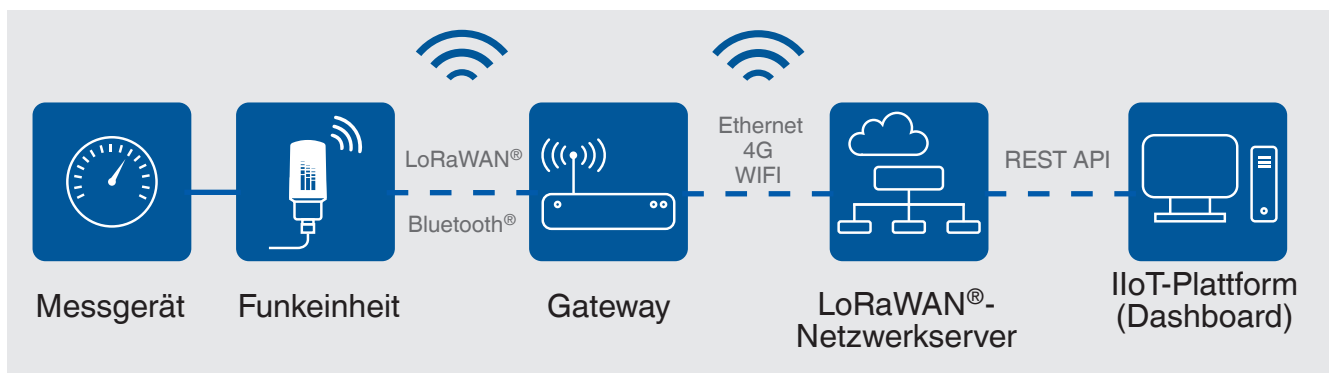 LoRaWAN®
Bluetooth®
Ethernet
4G
WIFI
REST API
Messgerät
Funkeinheit
Gateway
LoRaWAN®-
Netzwerkserver
IIoT-Plattform
(Dashboard)